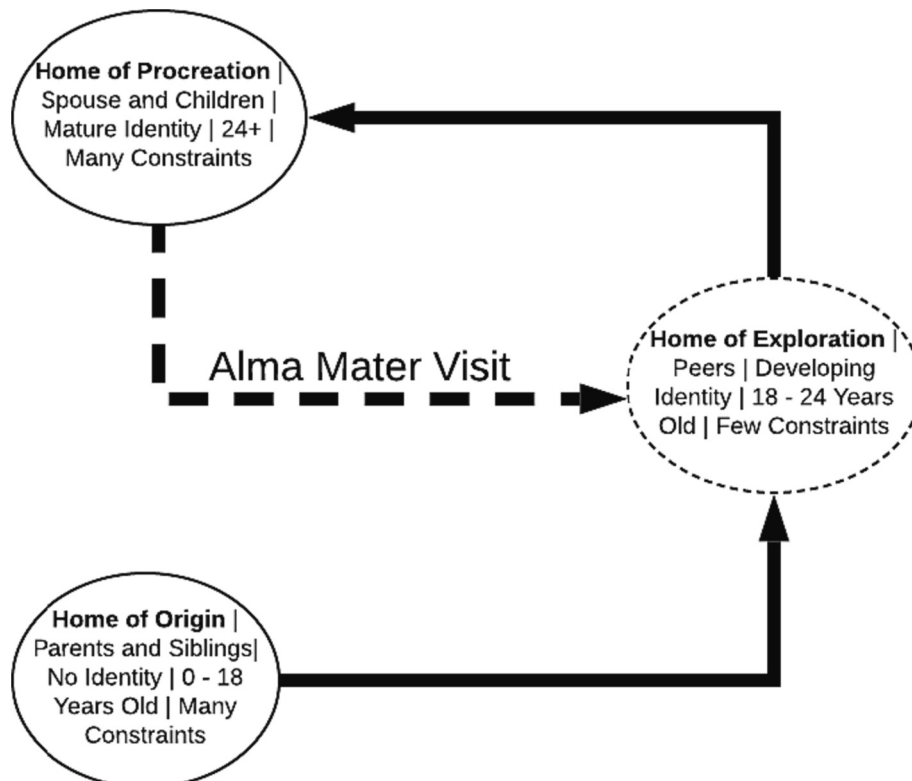 Home of Procreation |
Spouse and Children |
Mature Identity | 24+ |
Many Constraints
Home of Exploration |
Peers | Developing
Identity | 18 - 24 Years
Old | Few Constraints
Alma Mater Visit
Home of Origin |
Parents and Siblings|
No Identity | 0 - 18
Years Old | Many
Constraints